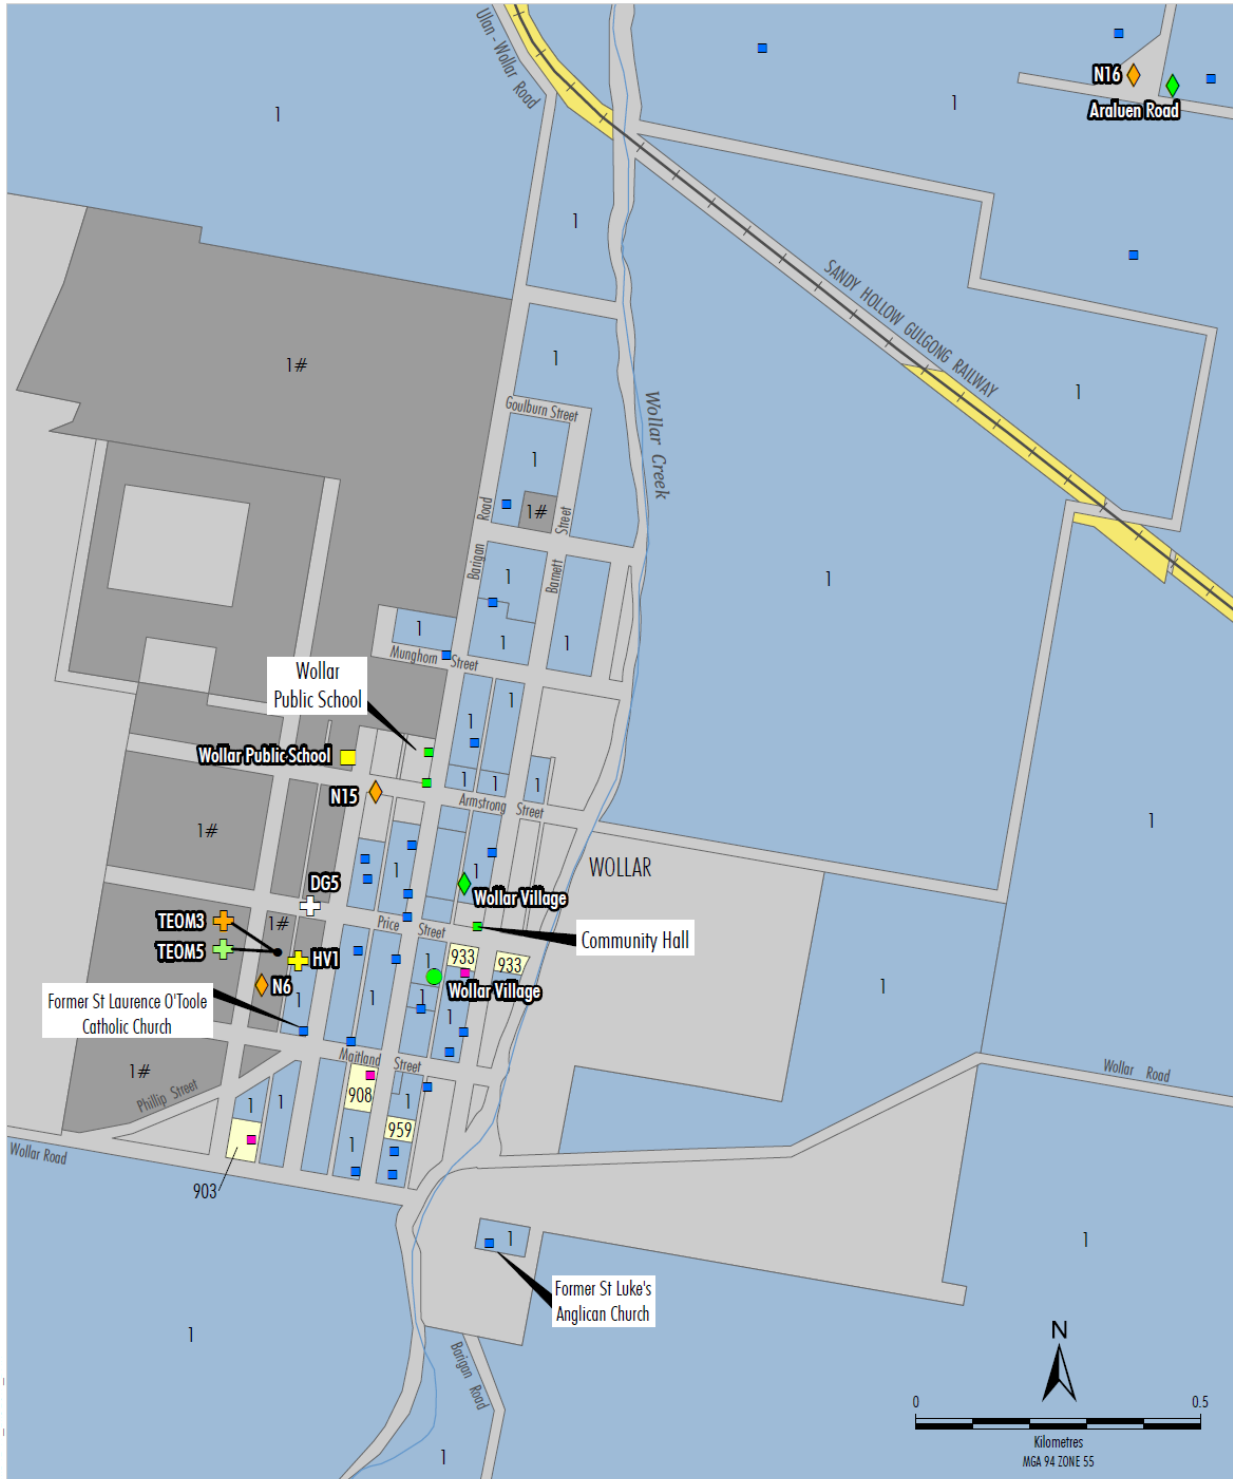 Ulan - Wollar Road
1
1
N16
Araluen Road
1
SANDY HOLLOW GULGONG RAILWAY
1#
1
1
Goulburn Street
Wollar Creek
1
1#
Barigan Road
Barnett Street
1
1
1
1
1
Munghorn Street
Wollar
Public School
1
1
Wollar Public School
N15
1
1
1
Armstrong Street
1#
1
1
1
WOLLAR
DG5
Wollar Village
TEOM3
1#
Price Street
Community Hall
TEOM5
HV1
1
933
933
N6
Wollar Village
Former St Laurence O'Toole
Catholic Church
1
1
1
1
1
Maitland Street
1#
Phillip Street
908
Wollar Road
1
1
1
959
1
Wollar Road
903
1
1
Former St Luke's
Anglican Church
1
Barigan Road
1
N
0
0.5
Kilometres
MGA 94 ZONE 55